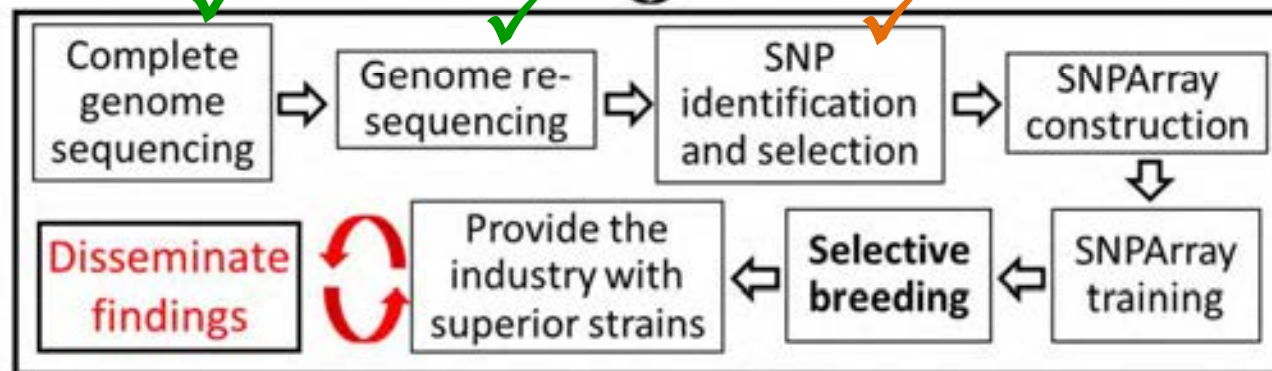 Complete
genome
sequencing
Genome re-
sequencing
SNP
identification
and selection
SNPArray
construction
Disseminate
findings
Provide the
industry with
superior strains
Selective
breeding
SNPArray
training